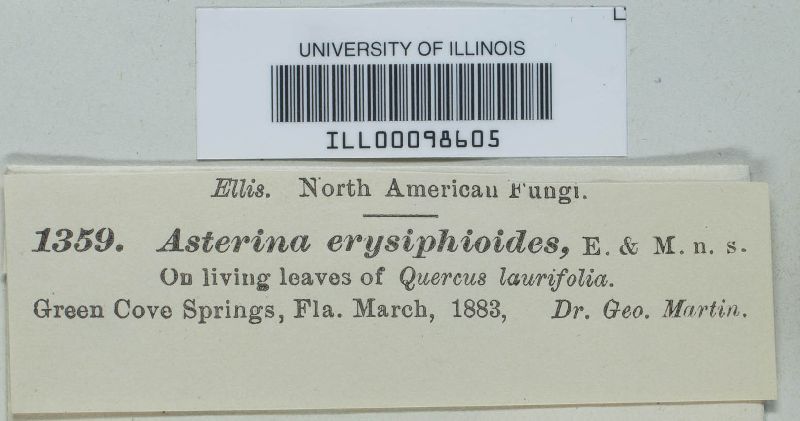 UNIVERSITY OF ILLINOIS
ILL00098605
Ellis. North American Fungi.
1359. Asterina erysiphioides, E. & M. n. s.
On living leaves of Quercus laurifolia.
Green Cove Springs, Fla. March, 1883, Dr. Geo. Martin.